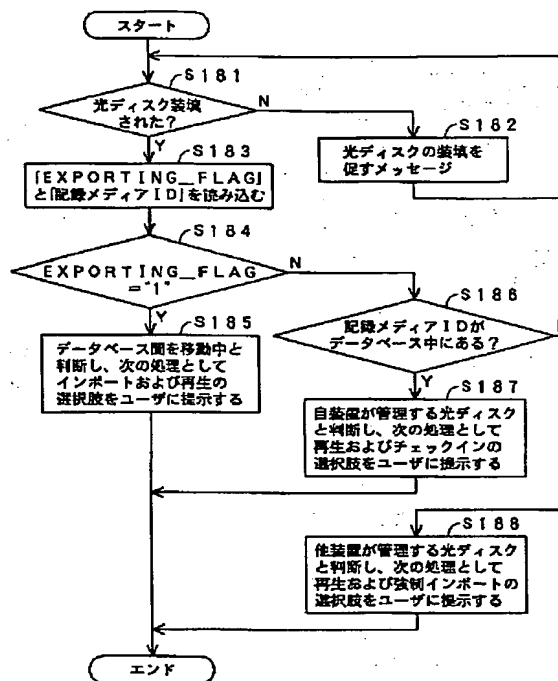 スタート
S181
光ディスク装填
された?
N
Y
S182
光ディスクの装填を
促すメッセージ
S183
「EXPORTING_FLAG」
と「記録メディアID」を読み込む
S184
EXPORTING_FLAG
="1"
N
Y
S185
データベース間を移動中と
判断し、次の処理として
インポートおよび再生の
選択肢をユーザに提示する
S186
記録メディアIDが
データベース中にある?
N
Y
S187
自装置が管理する光ディスク
と判断し、次の処理として
再生およびチェックインの
選択肢をユーザに提示する
S188
他装置が管理する光ディスク
と判断し、次の処理として
再生および強制インポートの
選択肢をユーザに提示する
エンド